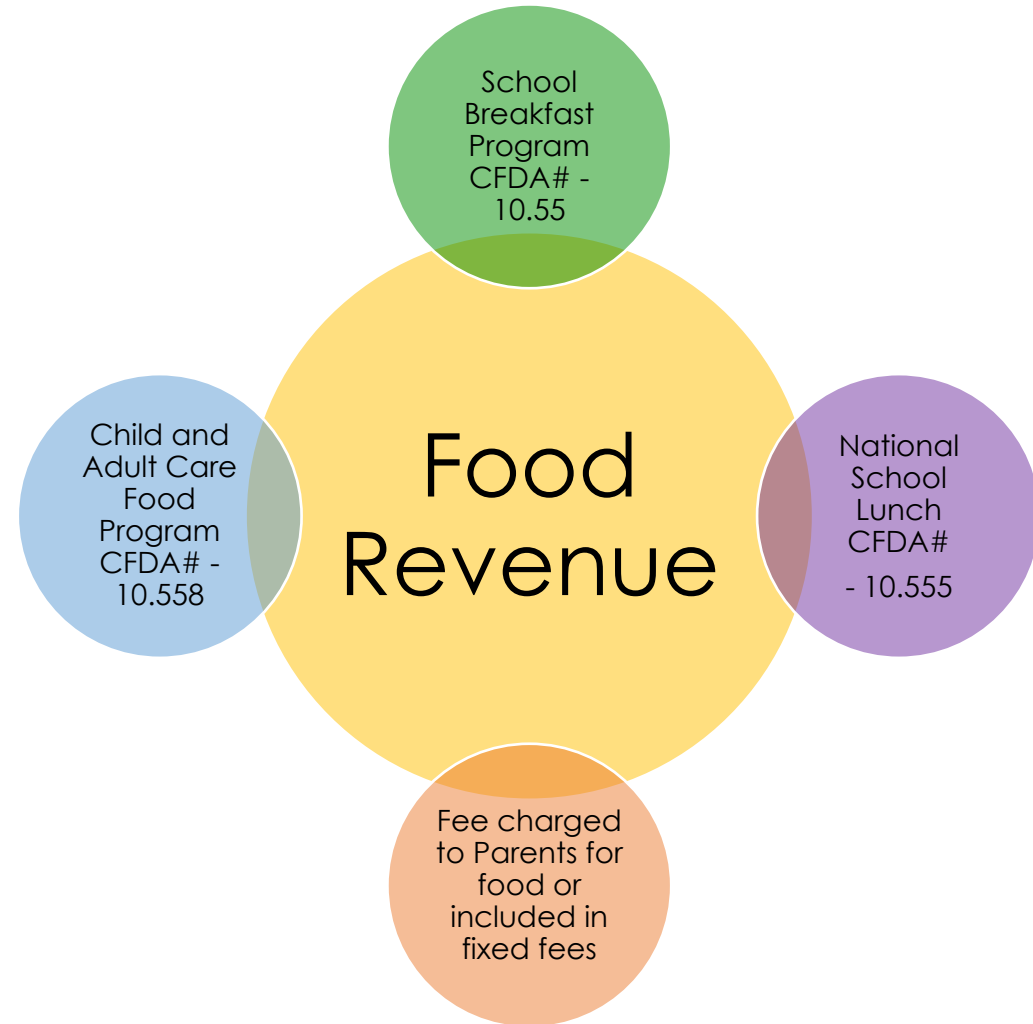 School
Breakfast
Program
CFDA# -
10.55
Child and
Adult Care
Food
Program
CFDA# -
10.558
Food
Revenue
National
School
Lunch
CFDA#
- 10.555
Fee charged
to Parents for
food or
included in
fixed fees